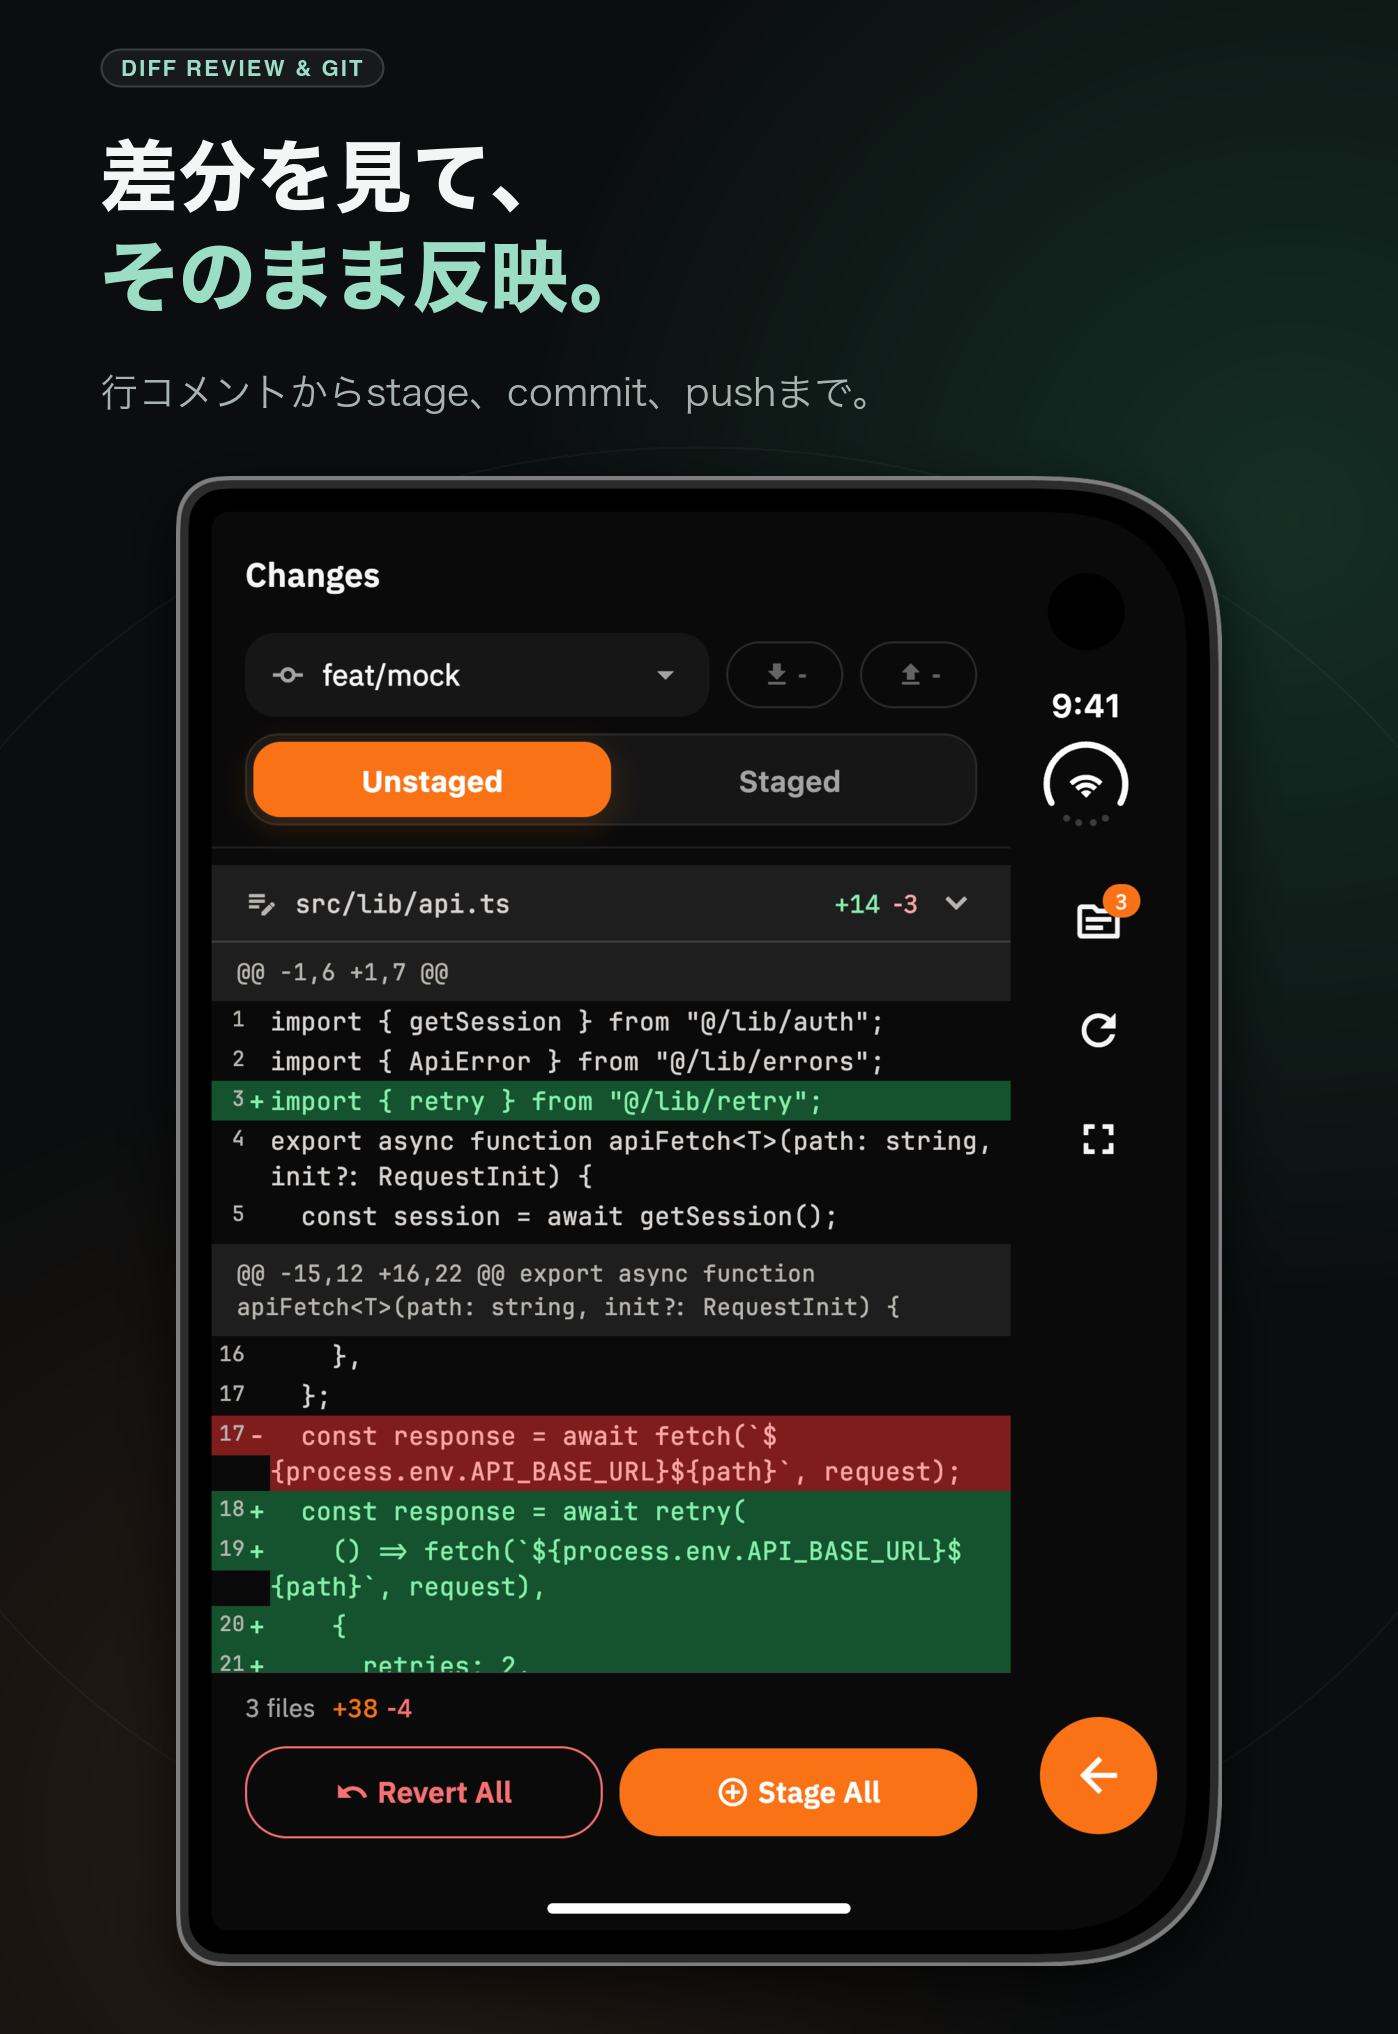 DIFF REVIEW & GIT
差分を見て、
そのまま反映。
行コメントからstage、commit、pushまで。
Changes
feat/mock
-
-
9:41
Unstaged
Staged
src/lib/api.ts
+14 -3
3
@@ -1,6 +1,7 @@
1 import { getSession } from "@/lib/auth";
2 import { ApiError } from "@/lib/errors";
3 + import { retry } from "@/lib/retry";
4 export async function apiFetch<T>(path: string,
init?: RequestInit) {
5 const session = await getSession();
@@ -15,12 +16,22 @@ export async function
apiFetch<T>(path: string, init?: RequestInit) {
16 },
17 };
17 - const response = await fetch(`$
{process.env.API_BASE_URL}${path}`, request);
18 + const response = await retry(
19 + () => fetch(`${process.env.API_BASE_URL}$
{path}`, request),
20 + {
21 + retries: 2,
3 files +38 -4
Revert All
Stage All